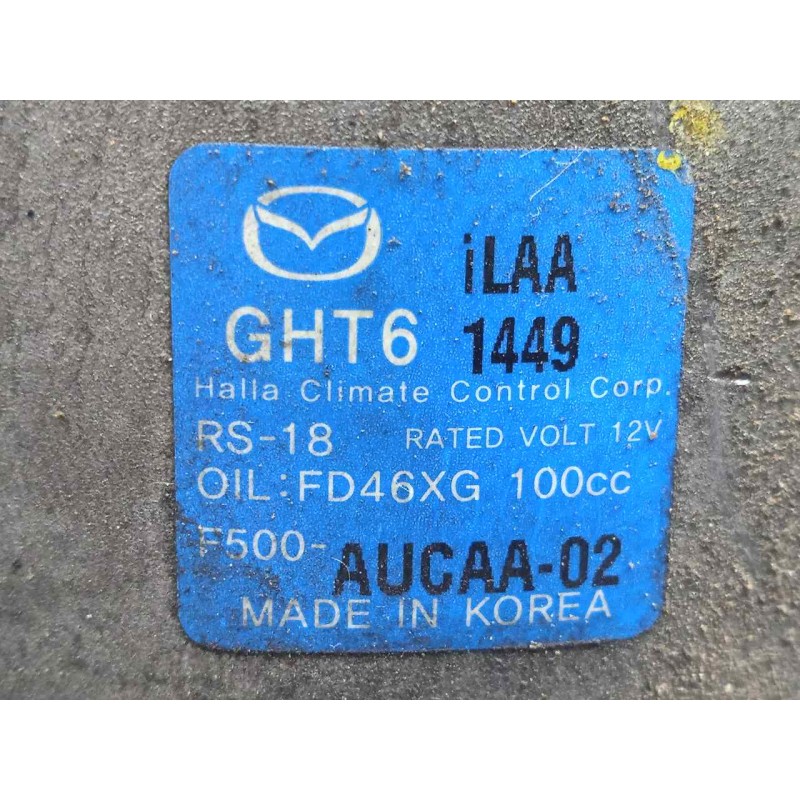 iLAA
GHT6 1449
Halla Climate Control Corp.
RS-18 RATED VOLT 12V
OIL: FD46XG 100cc
F500-AUCAA-02
MADE IN KOREA